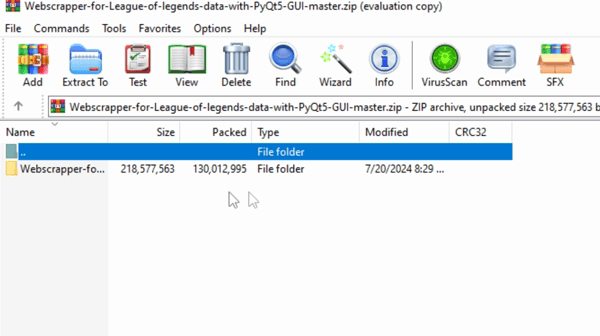 Webscrapper-for-League-of-legends-data-with-PyQt5-GUI-master.zip (evaluation copy)
File Commands Tools Favorites Options Help
Add Extract To Test View Delete Find Wizard Info VirusScan Comment SFX
Webscrapper-for-League-of-legends-data-with-PyQt5-GUI-master.zip - ZIP archive, unpacked size 218,577,563 b
Name Size Packed Type Modified CRC32
.. File folder
Webscrapper-fo... 218,577,563 130,012,995 File folder 7/20/2024 8:29 ...